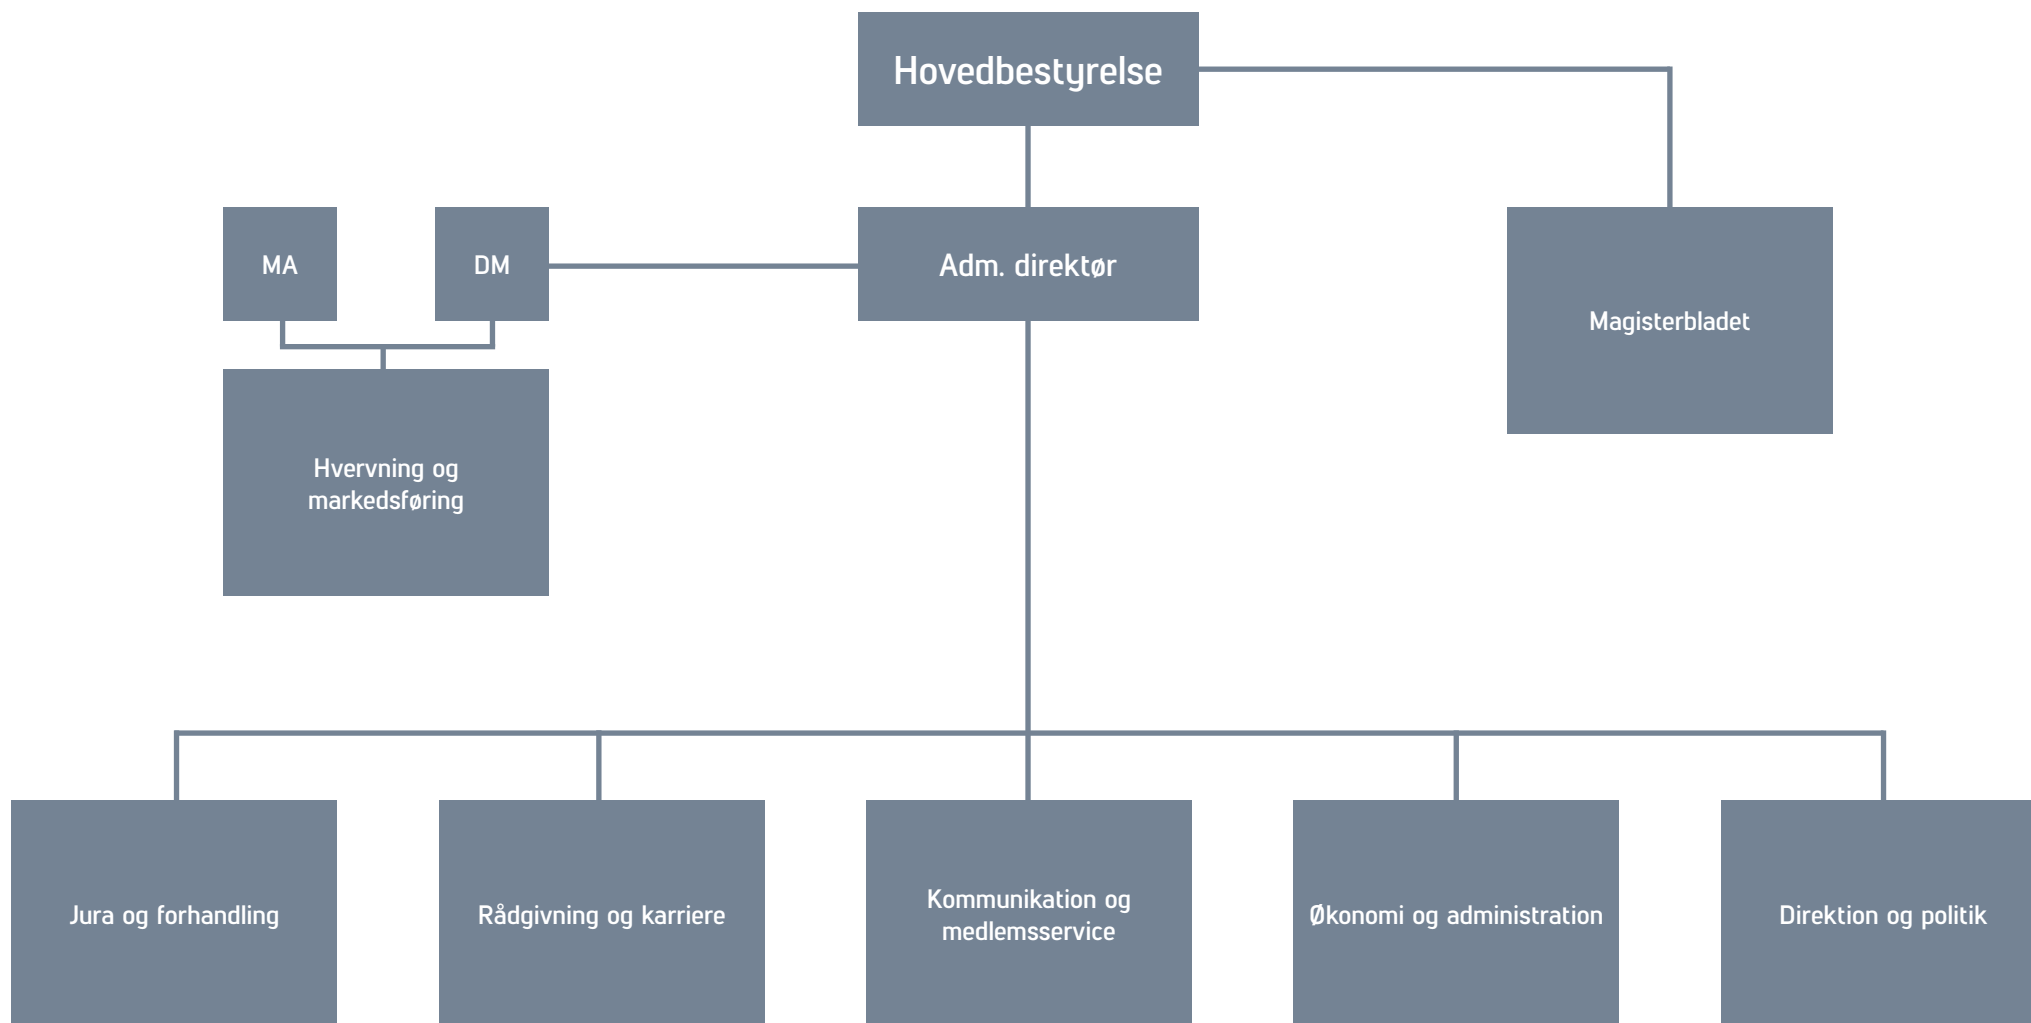 Hovedbestyrelse
MA
DM
Adm. direktør
Magisterbladet
Hvervning og
markedsføring
Jura og forhandling
Rådgivning og karriere
Kommunikation og
medlemsservice
Økonomi og administration
Direktion og politik